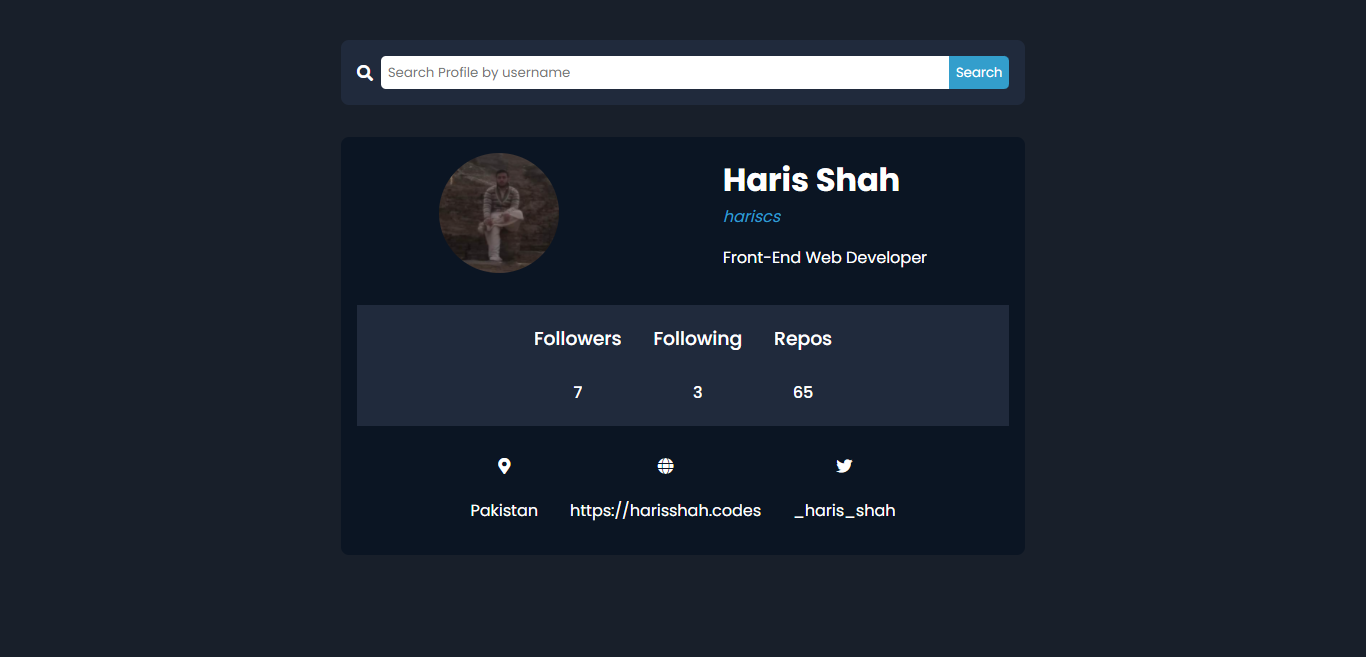 Search Profile by username
Search
Haris Shah
hariscs
Front-End Web Developer
Followers Following Repos
7 3 65
Pakistan https://harisshah.codes _haris_shah